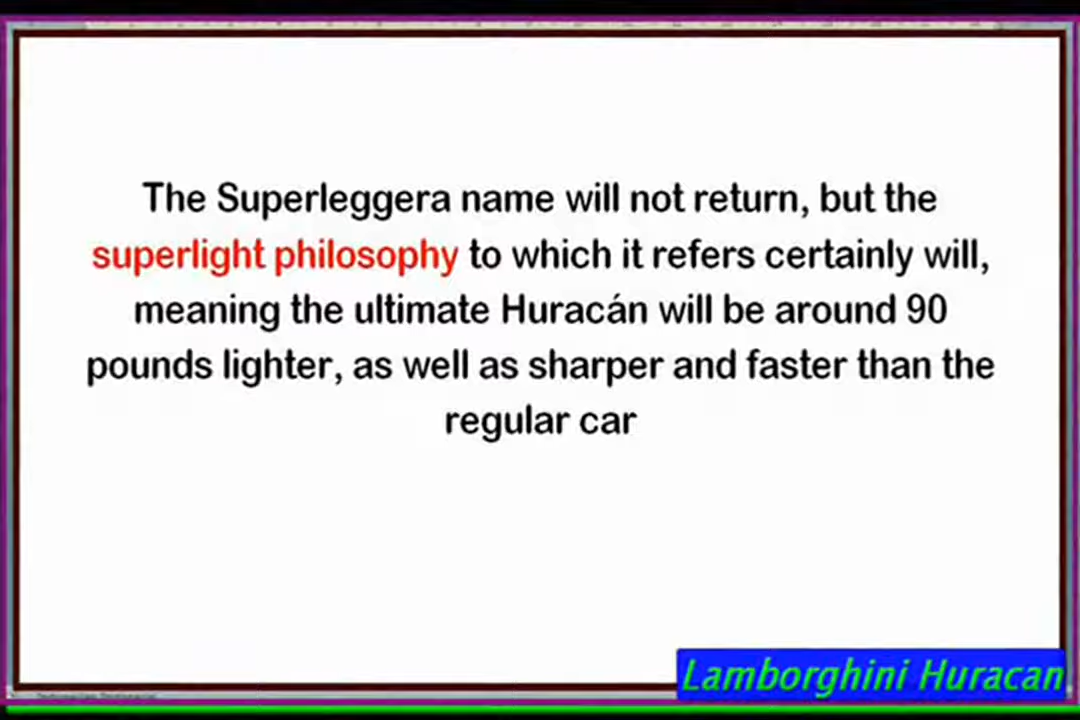 The Superleggera name will not return, but the
superlight philosophy to which it refers certainly will,
meaning the ultimate Huracán will be around 90
pounds lighter, as well as sharper and faster than the
regular car
Lamborghini Huracan